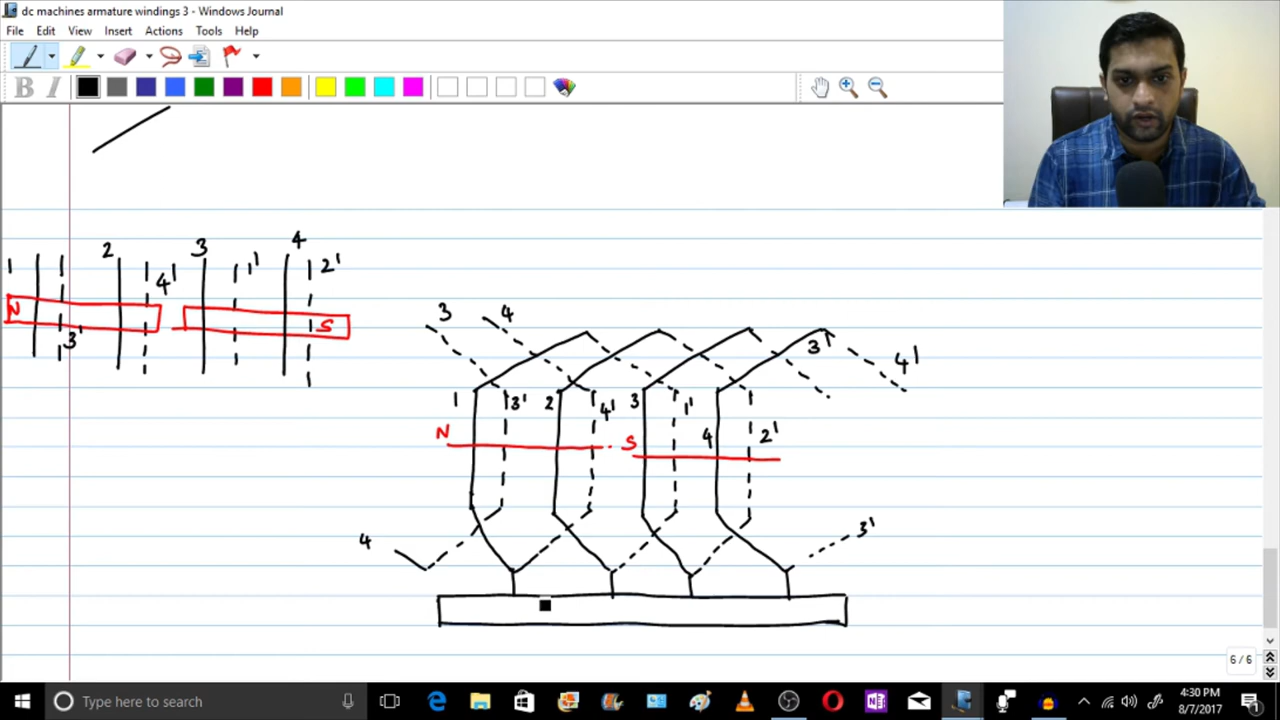 dc machines armature windings 3 - Windows Journal
File Edit View Insert Actions Tools Help
B I
1 2 3 4
4' 1' 2'
N S
3'
3 4
3' 4'
1 3' 2 4' 3 1' 4 2'
N S
4 3'
6 / 6
Type here to search
4:30 PM
8/7/2017